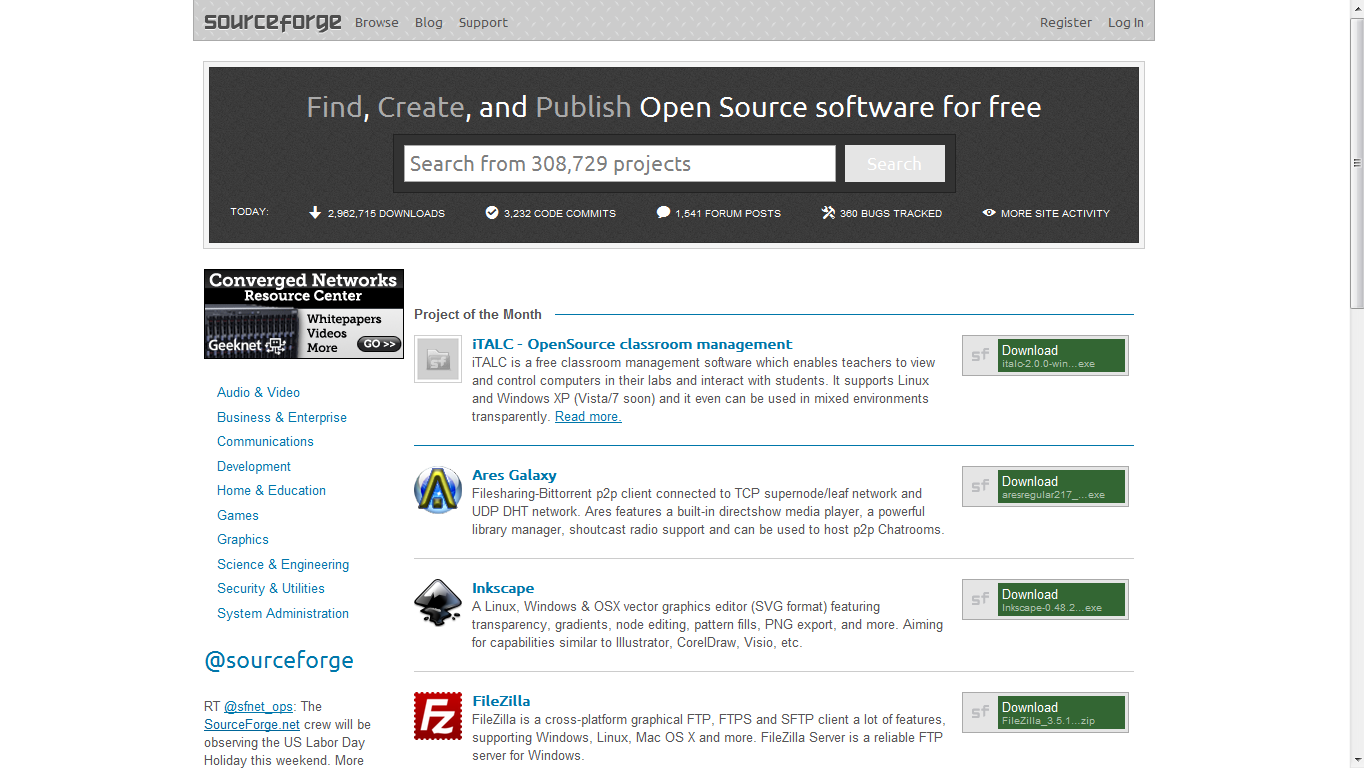 sourceforge Browse Blog Support Register Log In
Find, Create, and Publish Open Source software for free
Search from 308,729 projects Search
TODAY: 2,962,715 DOWNLOADS 3,232 CODE COMMITS 1,541 FORUM POSTS 360 BUGS TRACKED MORE SITE ACTIVITY
Converged Networks
Resource Center
Whitepapers
Videos
More
Geeknet
GO >>
Audio & Video
Business & Enterprise
Communications
Development
Home & Education
Games
Graphics
Science & Engineering
Security & Utilities
System Administration
@sourceforge
RT @sfnet_ops: The
SourceForge.net crew will be
observing the US Labor Day
Holiday this weekend. More
Project of the Month
sf
iTALC - OpenSource classroom management
iTALC is a free classroom management software which enables teachers to view
and control computers in their labs and interact with students. It supports Linux
and Windows XP (Vista/7 soon) and it even can be used in mixed environments
transparently. Read more.
sf Download
italc-2.0.0-win...exe
Ares Galaxy
Filesharing-Bittorrent p2p client connected to TCP supernode/leaf network and
UDP DHT network. Ares features a built-in directshow media player, a powerful
library manager, shoutcast radio support and can be used to host p2p Chatrooms.
sf Download
aresregular217_...exe
Inkscape
A Linux, Windows & OSX vector graphics editor (SVG format) featuring
transparency, gradients, node editing, pattern fills, PNG export, and more. Aiming
for capabilities similar to Illustrator, CorelDraw, Visio, etc.
sf Download
Inkscape-0.48.2...exe
Fz
FileZilla
FileZilla is a cross-platform graphical FTP, FTPS and SFTP client a lot of features,
supporting Windows, Linux, Mac OS X and more. FileZilla Server is a reliable FTP
server for Windows.
sf Download
FileZilla_3.5.1...zip